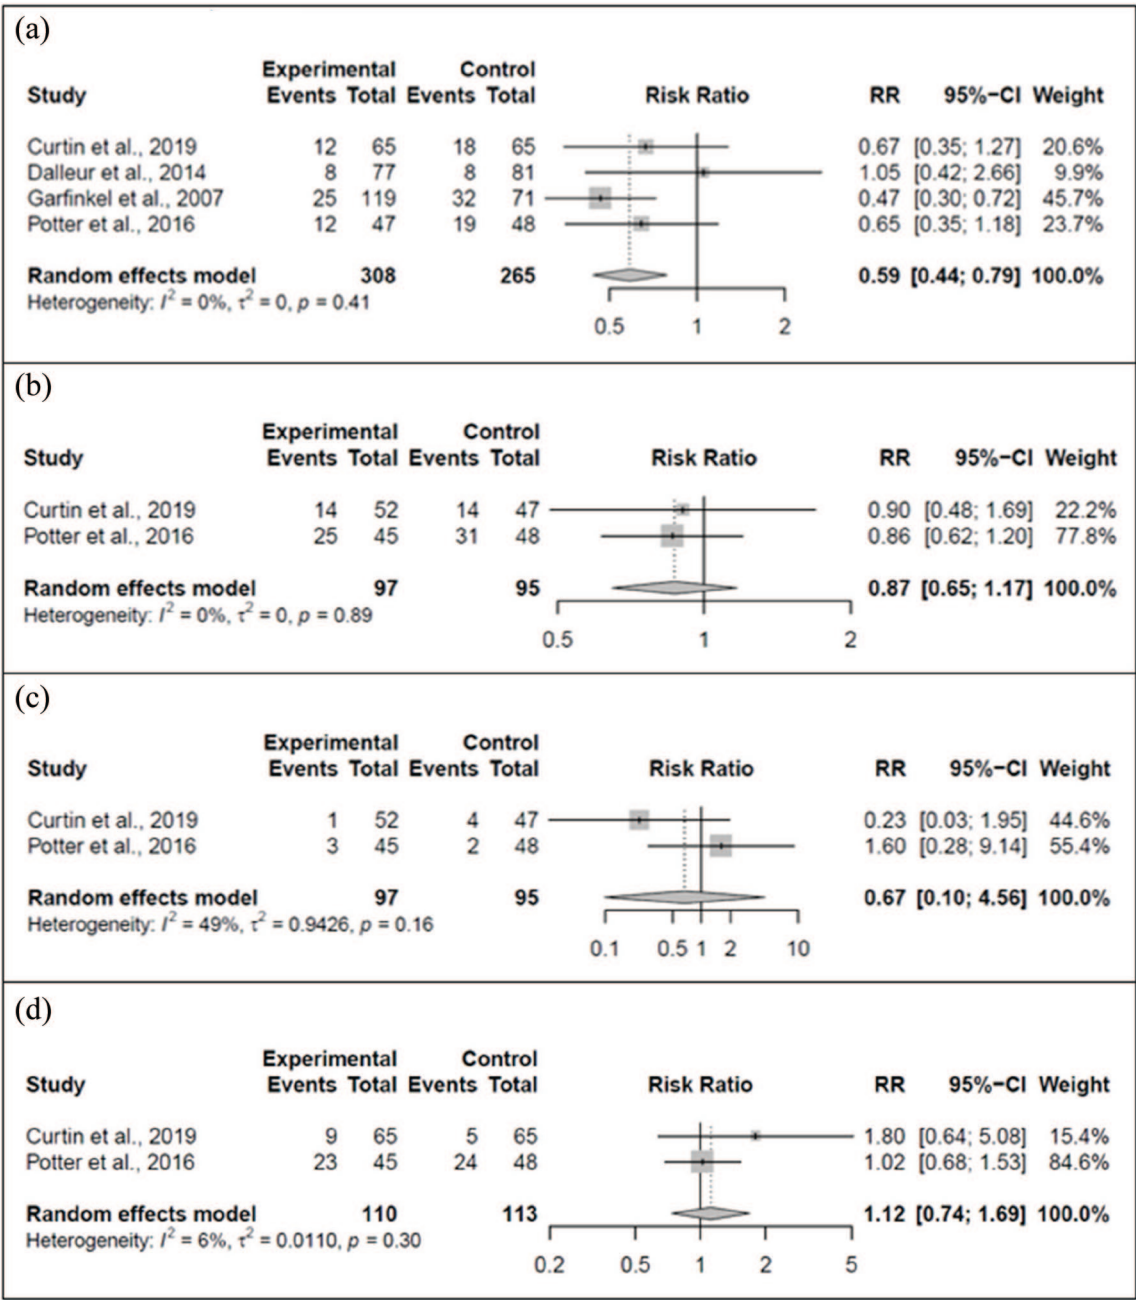 (a)
Experimental Control
Study Events Total Events Total Risk Ratio RR 95%−CI Weight
Curtin et al., 2019 12 65 18 65 0.67 [0.35; 1.27] 20.6%
Dalleur et al., 2014 8 77 8 81 1.05 [0.42; 2.66] 9.9%
Garfinkel et al., 2007 25 119 32 71 0.47 [0.30; 0.72] 45.7%
Potter et al., 2016 12 47 19 48 0.65 [0.35; 1.18] 23.7%
Random effects model 308 265 0.59 [0.44; 0.79] 100.0%
Heterogeneity: I² = 0%, τ² = 0, p = 0.41
0.5 1 2
(b)
Experimental Control
Study Events Total Events Total Risk Ratio RR 95%−CI Weight
Curtin et al., 2019 14 52 14 47 0.90 [0.48; 1.69] 22.2%
Potter et al., 2016 25 45 31 48 0.86 [0.62; 1.20] 77.8%
Random effects model 97 95 0.87 [0.65; 1.17] 100.0%
Heterogeneity: I² = 0%, τ² = 0, p = 0.89
0.5 1 2
(c)
Experimental Control
Study Events Total Events Total Risk Ratio RR 95%−CI Weight
Curtin et al., 2019 1 52 4 47 0.23 [0.03; 1.95] 44.6%
Potter et al., 2016 3 45 2 48 1.60 [0.28; 9.14] 55.4%
Random effects model 97 95 0.67 [0.10; 4.56] 100.0%
Heterogeneity: I² = 49%, τ² = 0.9426, p = 0.16
0.1 0.5 1 2 10
(d)
Experimental Control
Study Events Total Events Total Risk Ratio RR 95%−CI Weight
Curtin et al., 2019 9 65 5 65 1.80 [0.64; 5.08] 15.4%
Potter et al., 2016 23 45 24 48 1.02 [0.68; 1.53] 84.6%
Random effects model 110 113 1.12 [0.74; 1.69] 100.0%
Heterogeneity: I² = 6%, τ² = 0.0110, p = 0.30
0.2 0.5 1 2 5